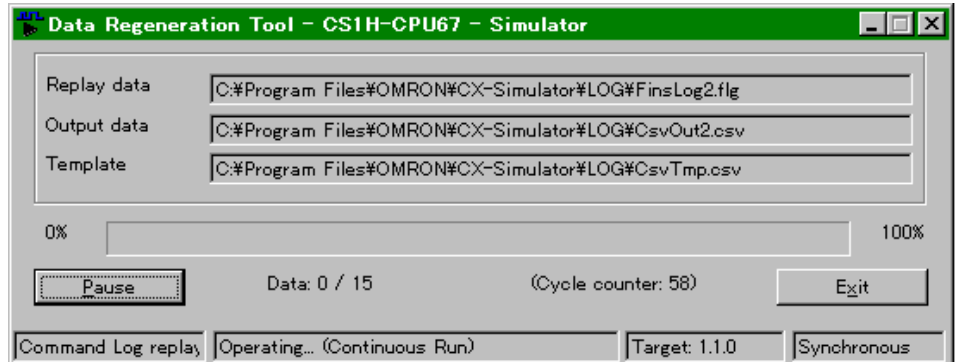 Data Regeneration Tool - CS1H-CPU67 - Simulator
Replay data C:¥Program Files¥OMRON¥CX-Simulator¥LOG¥FinsLog2.flg
Output data C:¥Program Files¥OMRON¥CX-Simulator¥LOG¥CsvOut2.csv
Template C:¥Program Files¥OMRON¥CX-Simulator¥LOG¥CsvTmp.csv
0% 100%
Pause Data: 0 / 15 (Cycle counter: 58) Exit
Command Log replay Operating... (Continuous Run) Target: 1.1.0 Synchronous